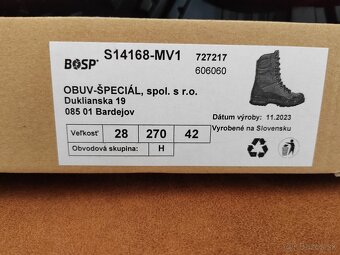 BOSP S14168-MV1 727217
606060
OBUV-ŠPECIÁL, spol. s r.o.
Duklianska 19
085 01 Bardejov
Dátum výroby: 11.2023
Vyrobené na Slovensku
Veľkosť 28 270 42
Obvodová skupina: H